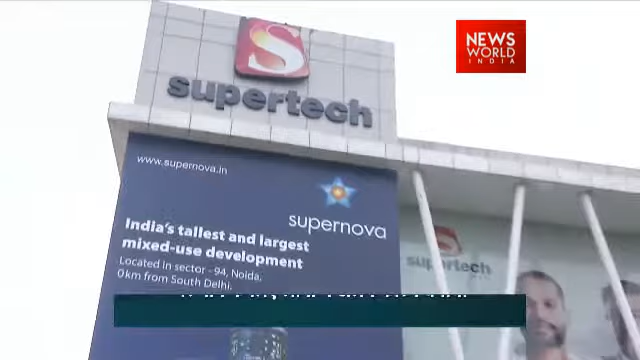 NEWS
WORLD
INDIA
S
supertech
www.supernova.in
supernova
India's tallest and largest
mixed-use development
Located in sector -94, Noida.
0km from South Delhi.
supertech